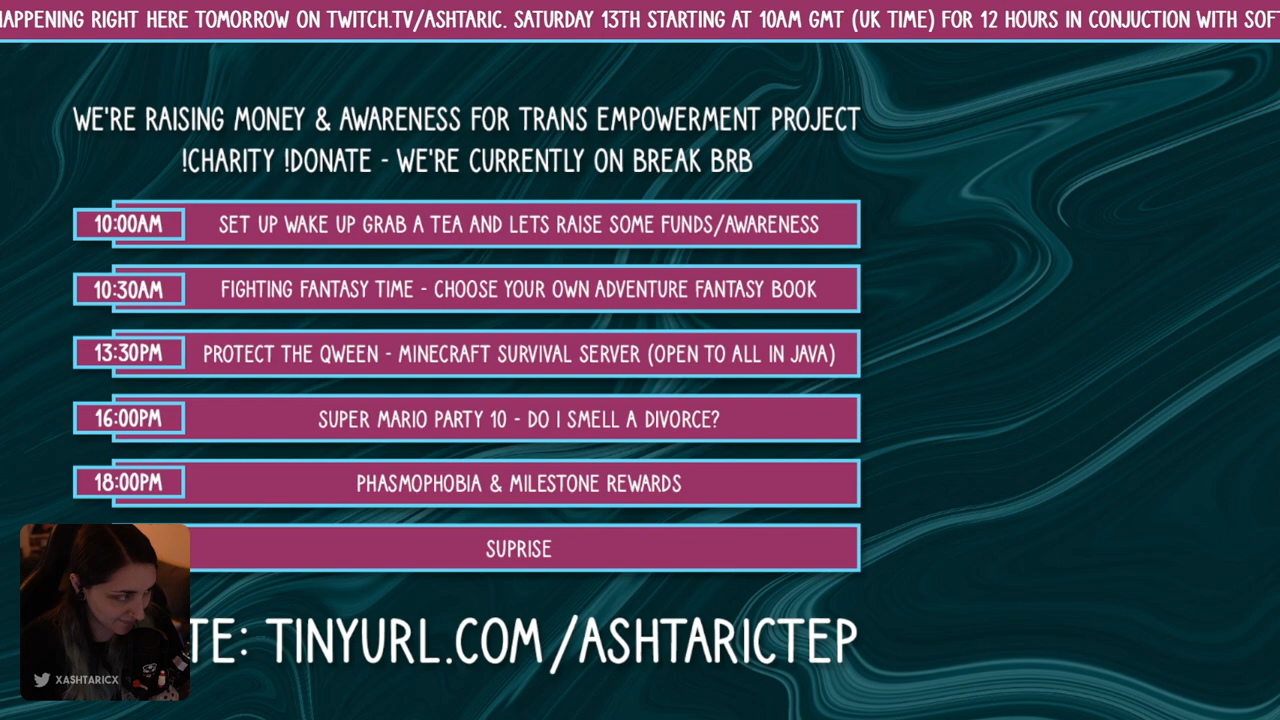 HAPPENING RIGHT HERE TOMORROW ON TWITCH.TV/ASHTARIC. SATURDAY 13TH STARTING AT 10AM GMT (UK TIME) FOR 12 HOURS IN CONJUCTION WITH
WE'RE RAISING MONEY & AWARENESS FOR TRANS EMPOWERMENT PROJECT
!CHARITY !DONATE - WE'RE CURRENTLY ON BREAK BRB
10:00AM SET UP WAKE UP GRAB A TEA AND LETS RAISE SOME FUNDS/AWARENESS
10:30AM FIGHTING FANTASY TIME - CHOOSE YOUR OWN ADVENTURE FANTASY BOOK
13:30PM PROTECT THE QWEEN - MINECRAFT SURVIVAL SERVER (OPEN TO ALL IN JAVA)
16:00PM SUPER MARIO PARTY 10 - DO I SMELL A DIVORCE?
18:00PM PHASMOPHOBIA & MILESTONE REWARDS
SUPRISE
TE: TINYURL.COM/ASHTARICTEP
XASHTARICX